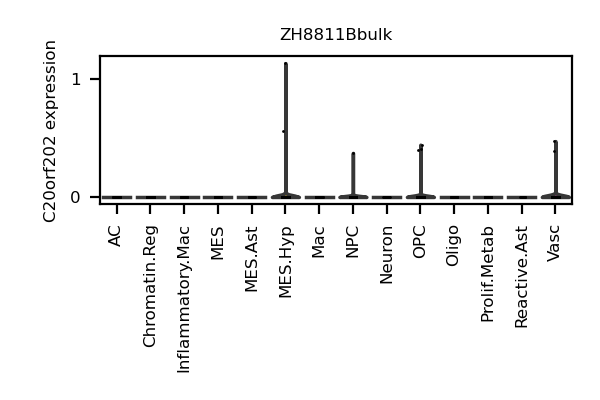 ZH8811Bbulk
C20orf202 expression
1
0
AC
Chromatin.Reg
Inflammatory.Mac
MES
MES.Ast
MES.Hyp
Mac
NPC
Neuron
OPC
Oligo
Prolif.Metab
Reactive.Ast
Vasc